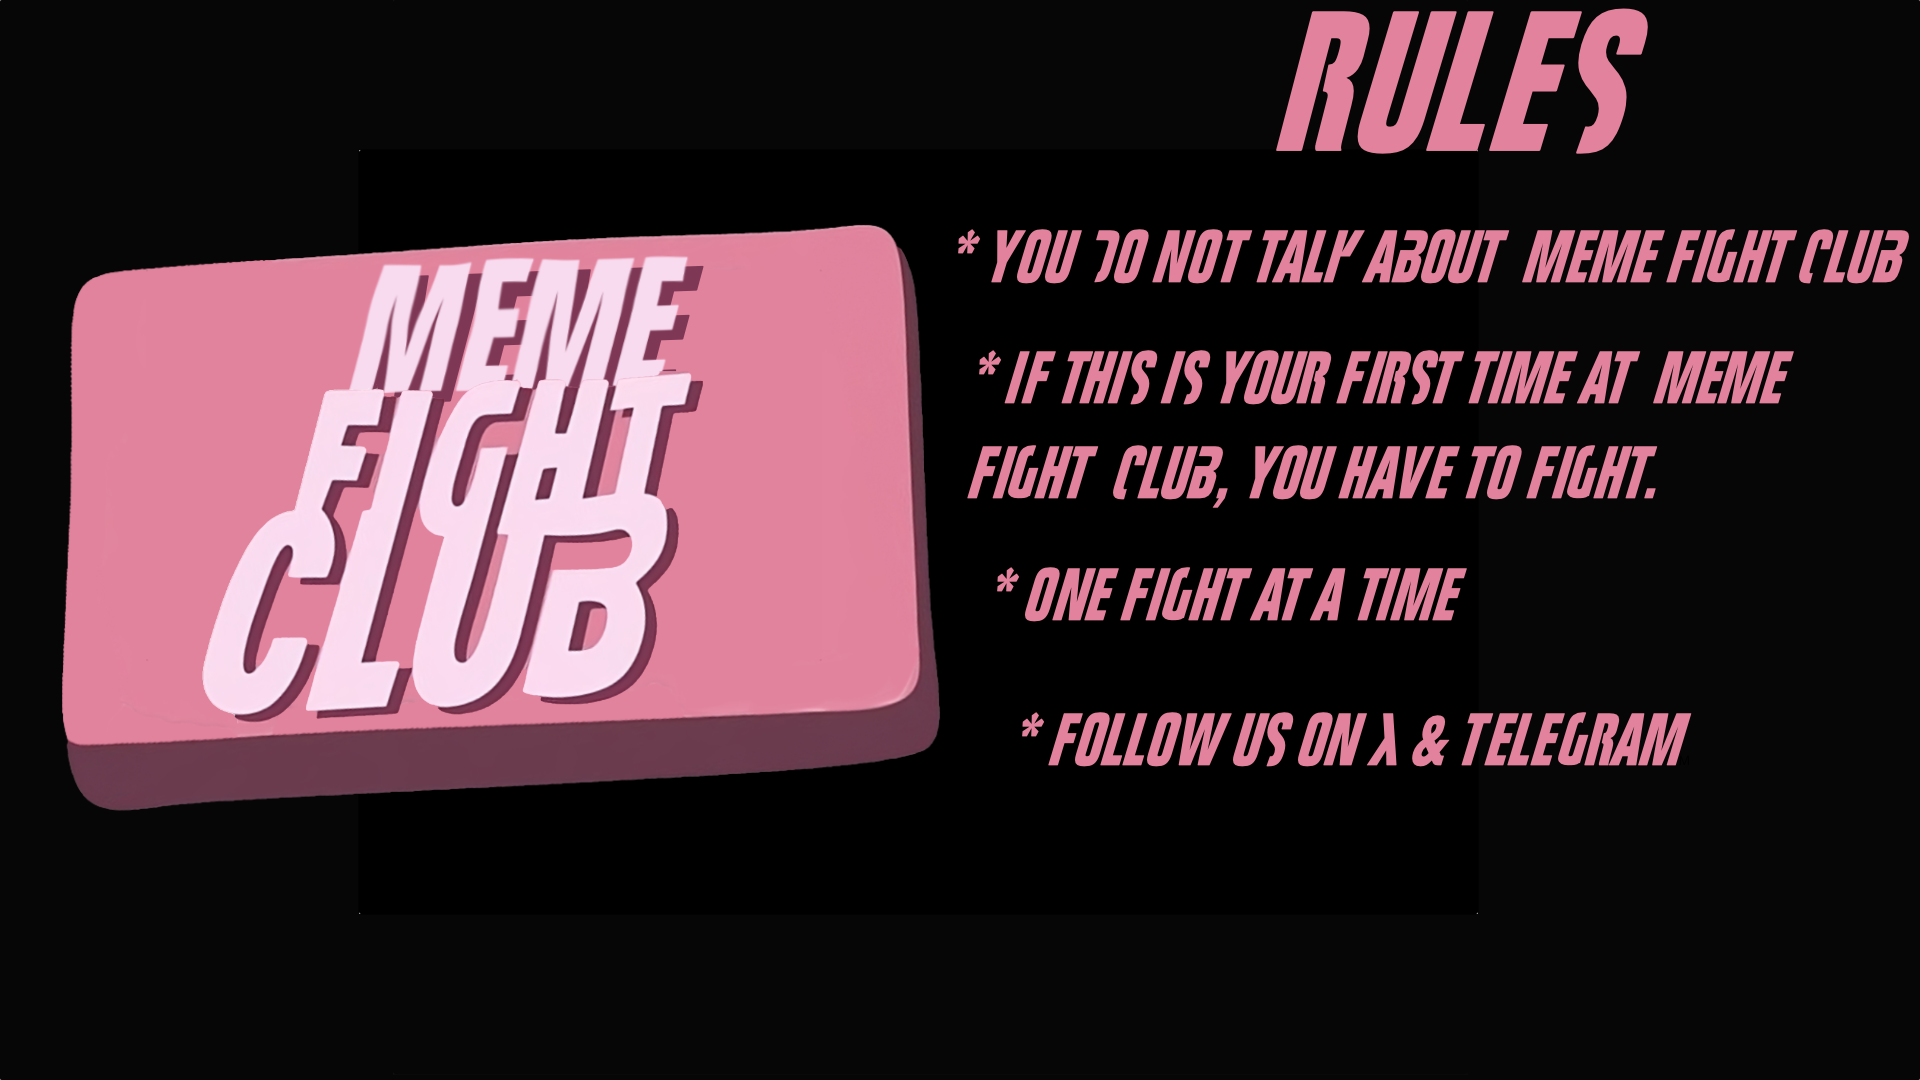 RULES
MEME
FIGHT
CLUB
* YOU DO NOT TALK ABOUT MEME FIGHT CLUB
* IF THIS IS YOUR FIRST TIME AT MEME
FIGHT CLUB, YOU HAVE TO FIGHT.
* ONE FIGHT AT A TIME
* FOLLOW US ON X & TELEGRAM